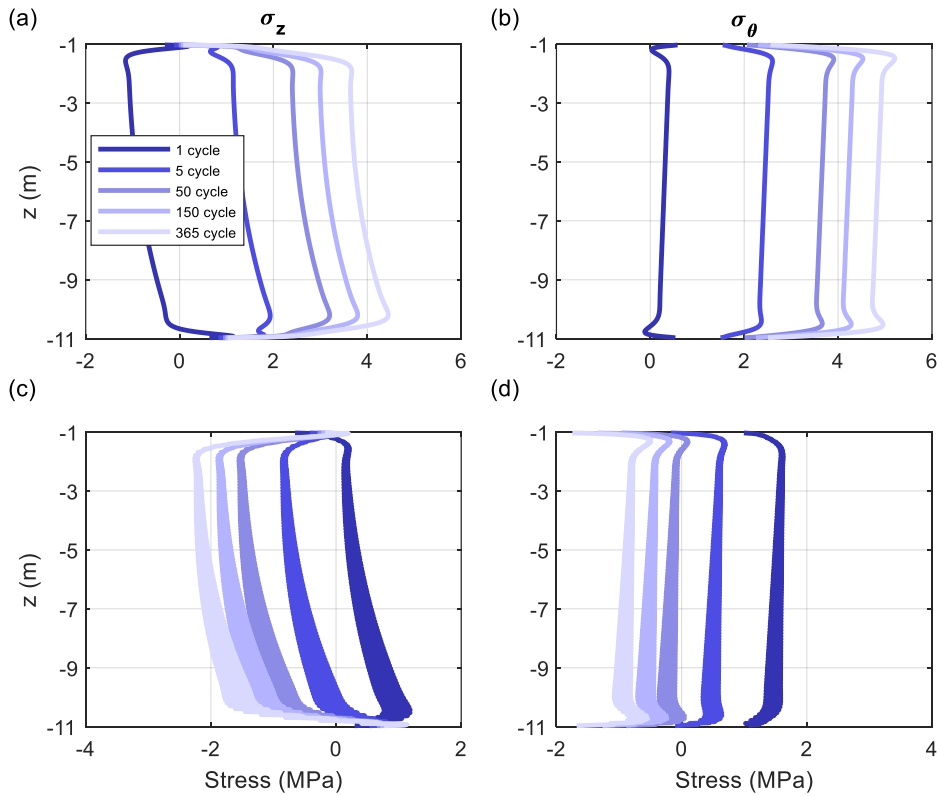 (a) σz (b) σθ
-1 -1
-3 -3
1 cycle
-5 5 cycle -5
50 cycle
z (m)
-7 150 cycle -7
365 cycle
-9 -9
-11 -11
-2 0 2 4 6 -2 0 2 4 6
(c) (d)
-1 -1
-3 -3
-5 -5
z (m)
-7 -7
-9 -9
-11 -11
-4 -2 0 2 -4 -2 0 2 4
Stress (MPa) Stress (MPa)